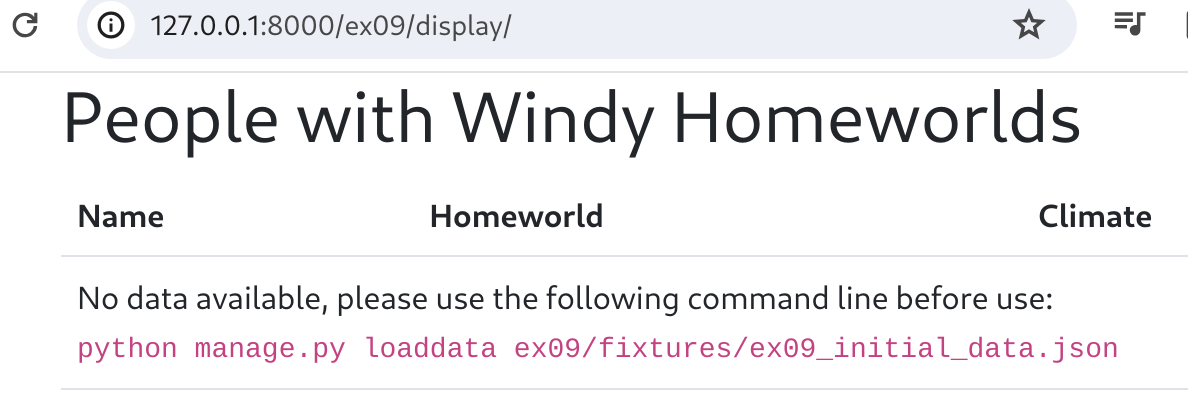 127.0.0.1:8000/ex09/display/
People with Windy Homeworlds
Name Homeworld Climate
No data available, please use the following command line before use:
python manage.py loaddata ex09/fixtures/ex09_initial_data.json